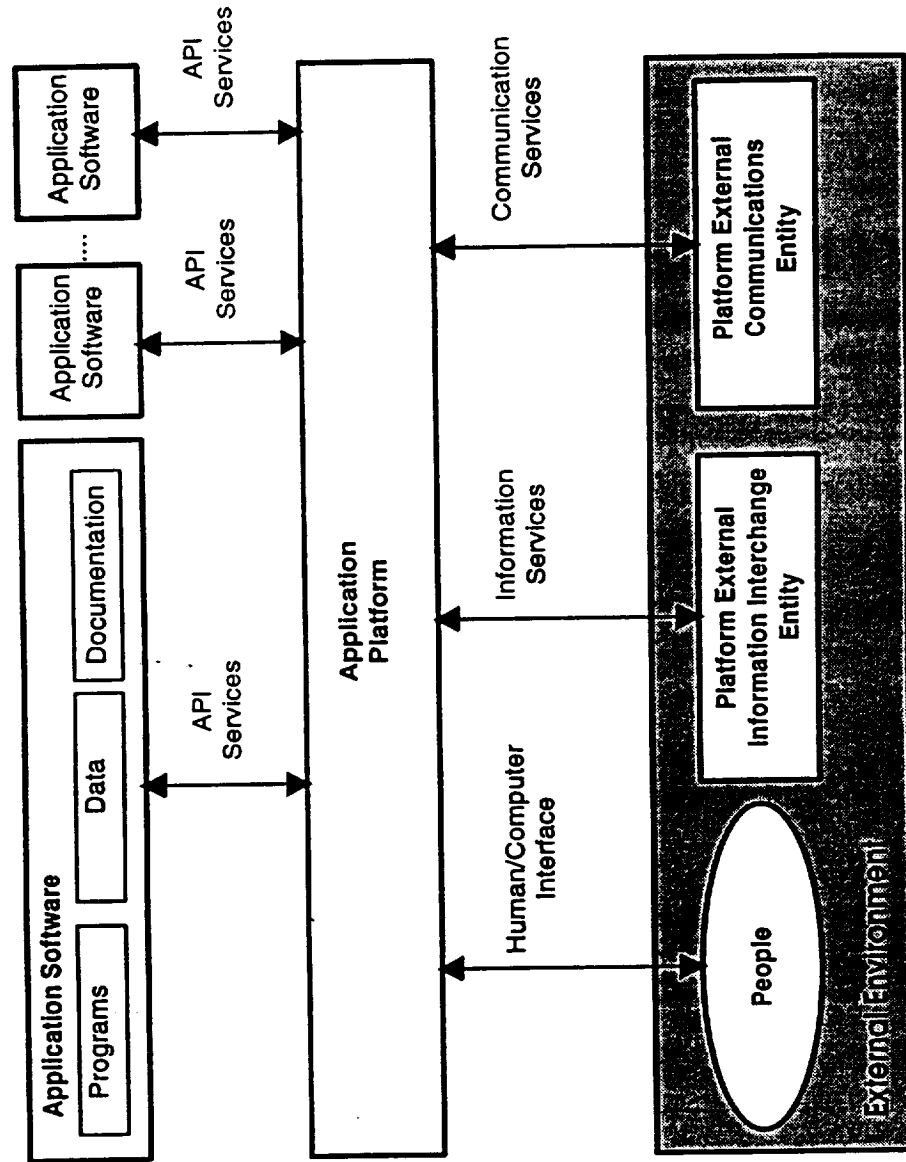 Application Software
Programs
Data
Documentation
Application
Software
....
Application
Software
API
Services
API
Services
API
Services
Application
Platform
Human/Computer
Interface
Information
Services
Communication
Services
People
Platform External
Information Interchange
Entity
Platform External
Communications
Entity
External Environment